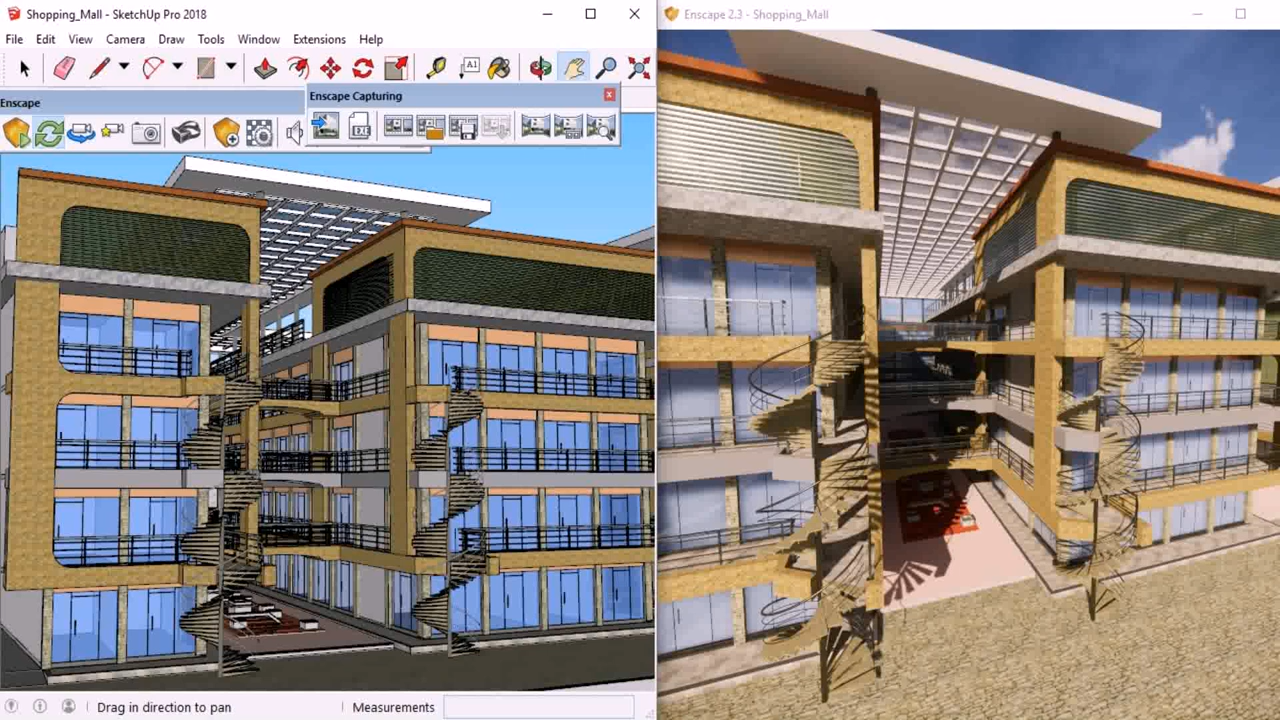 Shopping_Mall - SketchUp Pro 2018
Enscape 2.3 - Shopping_Mall
File Edit View Camera Draw Tools Window Extensions Help
A1
Enscape
Enscape Capturing
Drag in direction to pan
Measurements